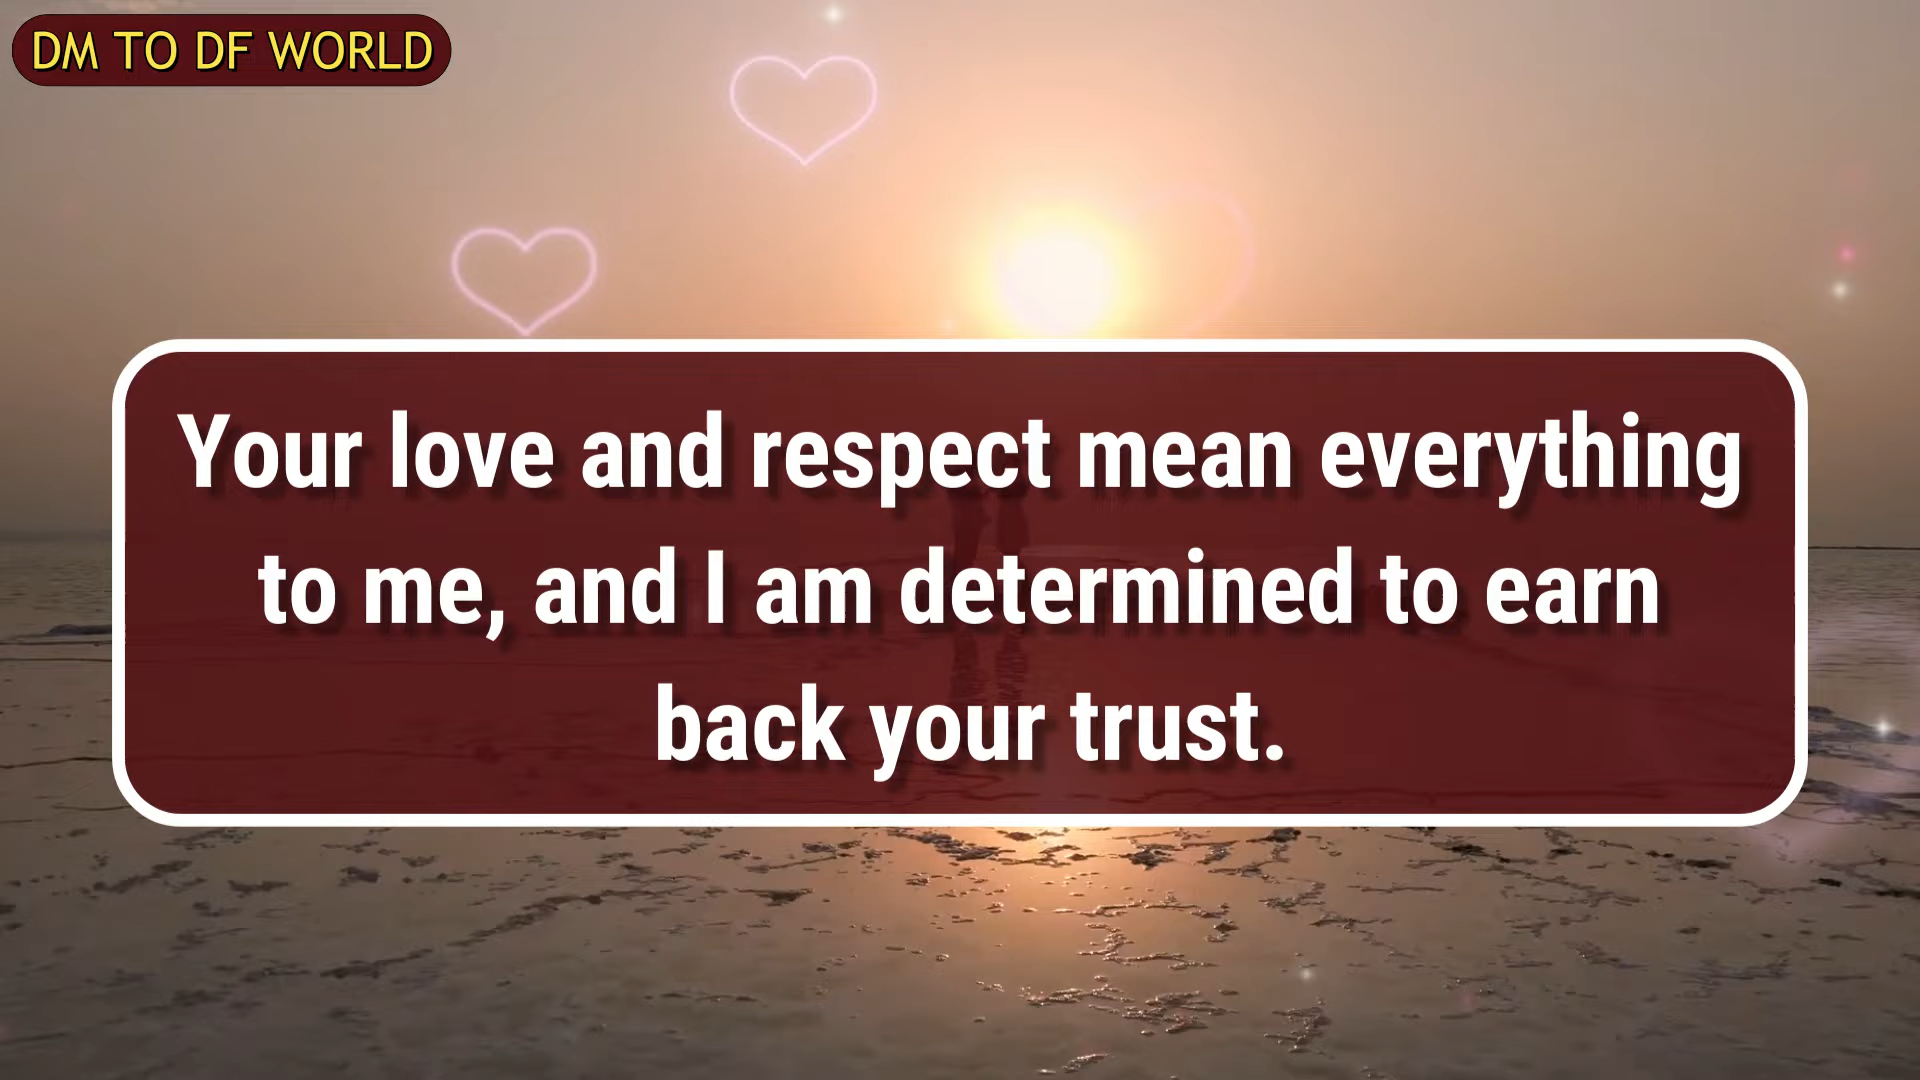 DM TO DF WORLD
Your love and respect mean everything
to me, and I am determined to earn
back your trust.